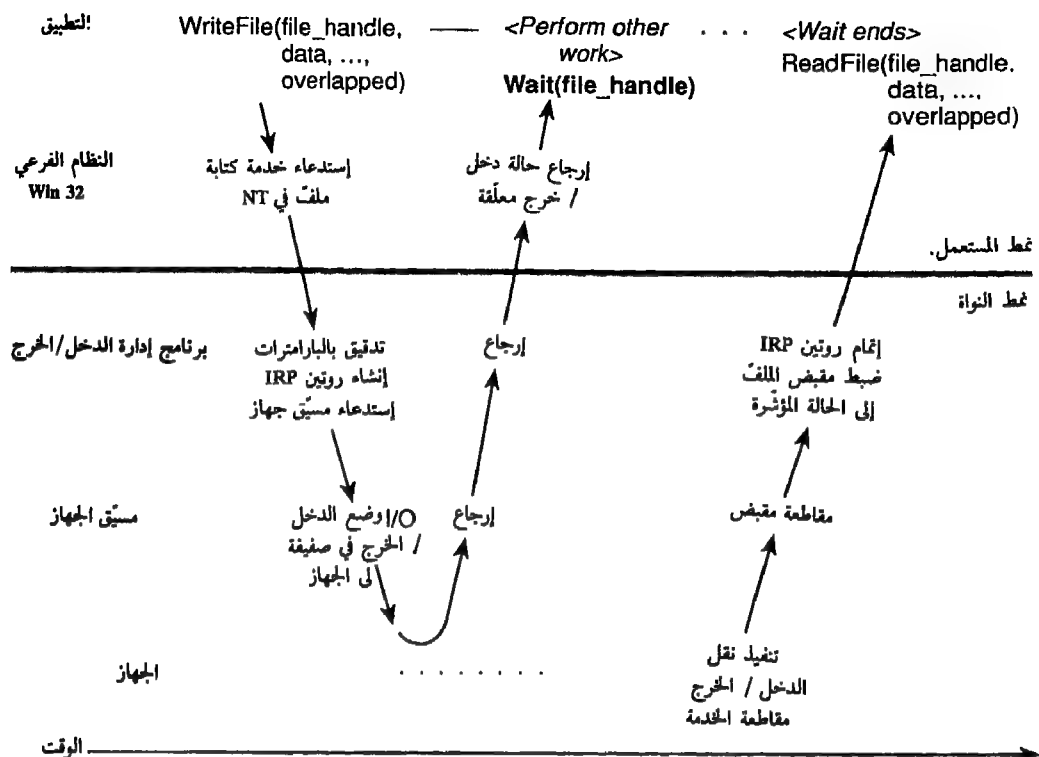 التطبيق
WriteFile(file_handle,
data, ...,
overlapped)
<Perform other
work>
Wait(file_handle)
. . .
<Wait ends>
ReadFile(file_handle.
data, ...,
overlapped)
النظام الفرعي
Win 32
إستدعاء خدمة كتابة
ملفّ في NT
إرجاع حالة دخل
/ خرج معلّقة
نمط المستعمل.
نمط النواة
برنامج إدارة الدخل/الخرج
تدقيق بالبارامترات
إنشاء روتين IRP
إستدعاء مسيّق جهاز
إرجاع
إتمام روتين IRP
ضبط مقبض الملفّ
إلى الحالة المؤشّرة
مسيّق الجهاز
I/O وضع الدخل
/ الخرج في صفيفة
لى الجهاز
إرجاع
مقاطعة مقبض
الجهاز
. . . . . . . .
تنفيذ نقل
الدخل / الخرج
مقاطعة الخدمة
الوقت